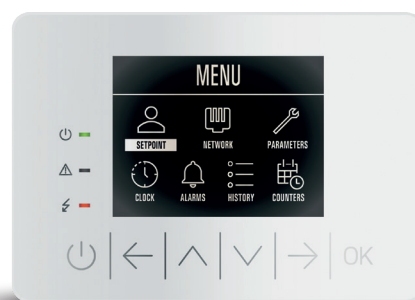 MENU
SETPOINT NETWORK PARAMETERS
CLOCK ALARMS HISTORY COUNTERS
OK